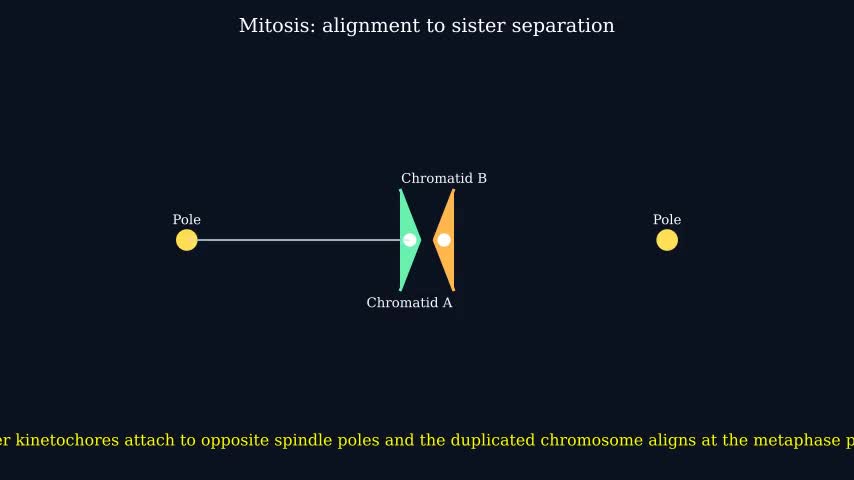 Mitosis: alignment to sister separation
Chromatid B
Pole
Pole
Chromatid A
kinetochores attach to opposite spindle poles and the duplicated chromosome aligns at the metaphase